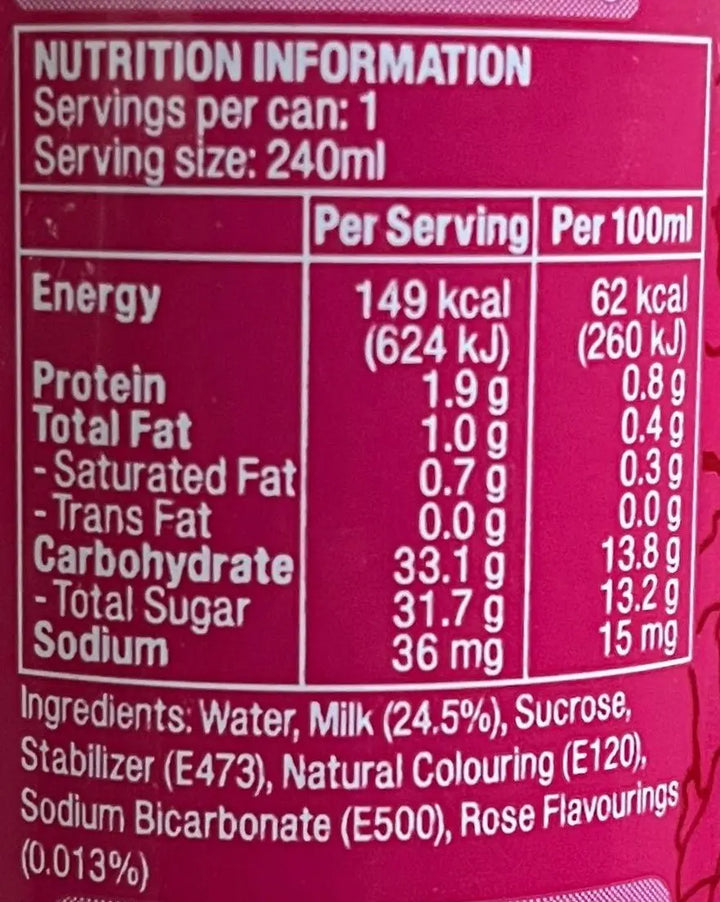 NUTRITION INFORMATION
Servings per can: 1
Serving size: 240ml
Per Serving Per 100ml
Energy 149 kcal 62 kcal
(624 kJ) (260 kJ)
Protein 1.9 g 0.8 g
Total Fat 1.0 g 0.4 g
- Saturated Fat 0.7 g 0.3 g
- Trans Fat 0.0 g 0.0 g
Carbohydrate 33.1 g 13.8 g
- Total Sugar 31.7 g 13.2 g
Sodium 36 mg 15 mg
Ingredients: Water, Milk (24.5%), Sucrose,
Stabilizer (E473), Natural Colouring (E120),
Sodium Bicarbonate (E500), Rose Flavourings
(0.013%)